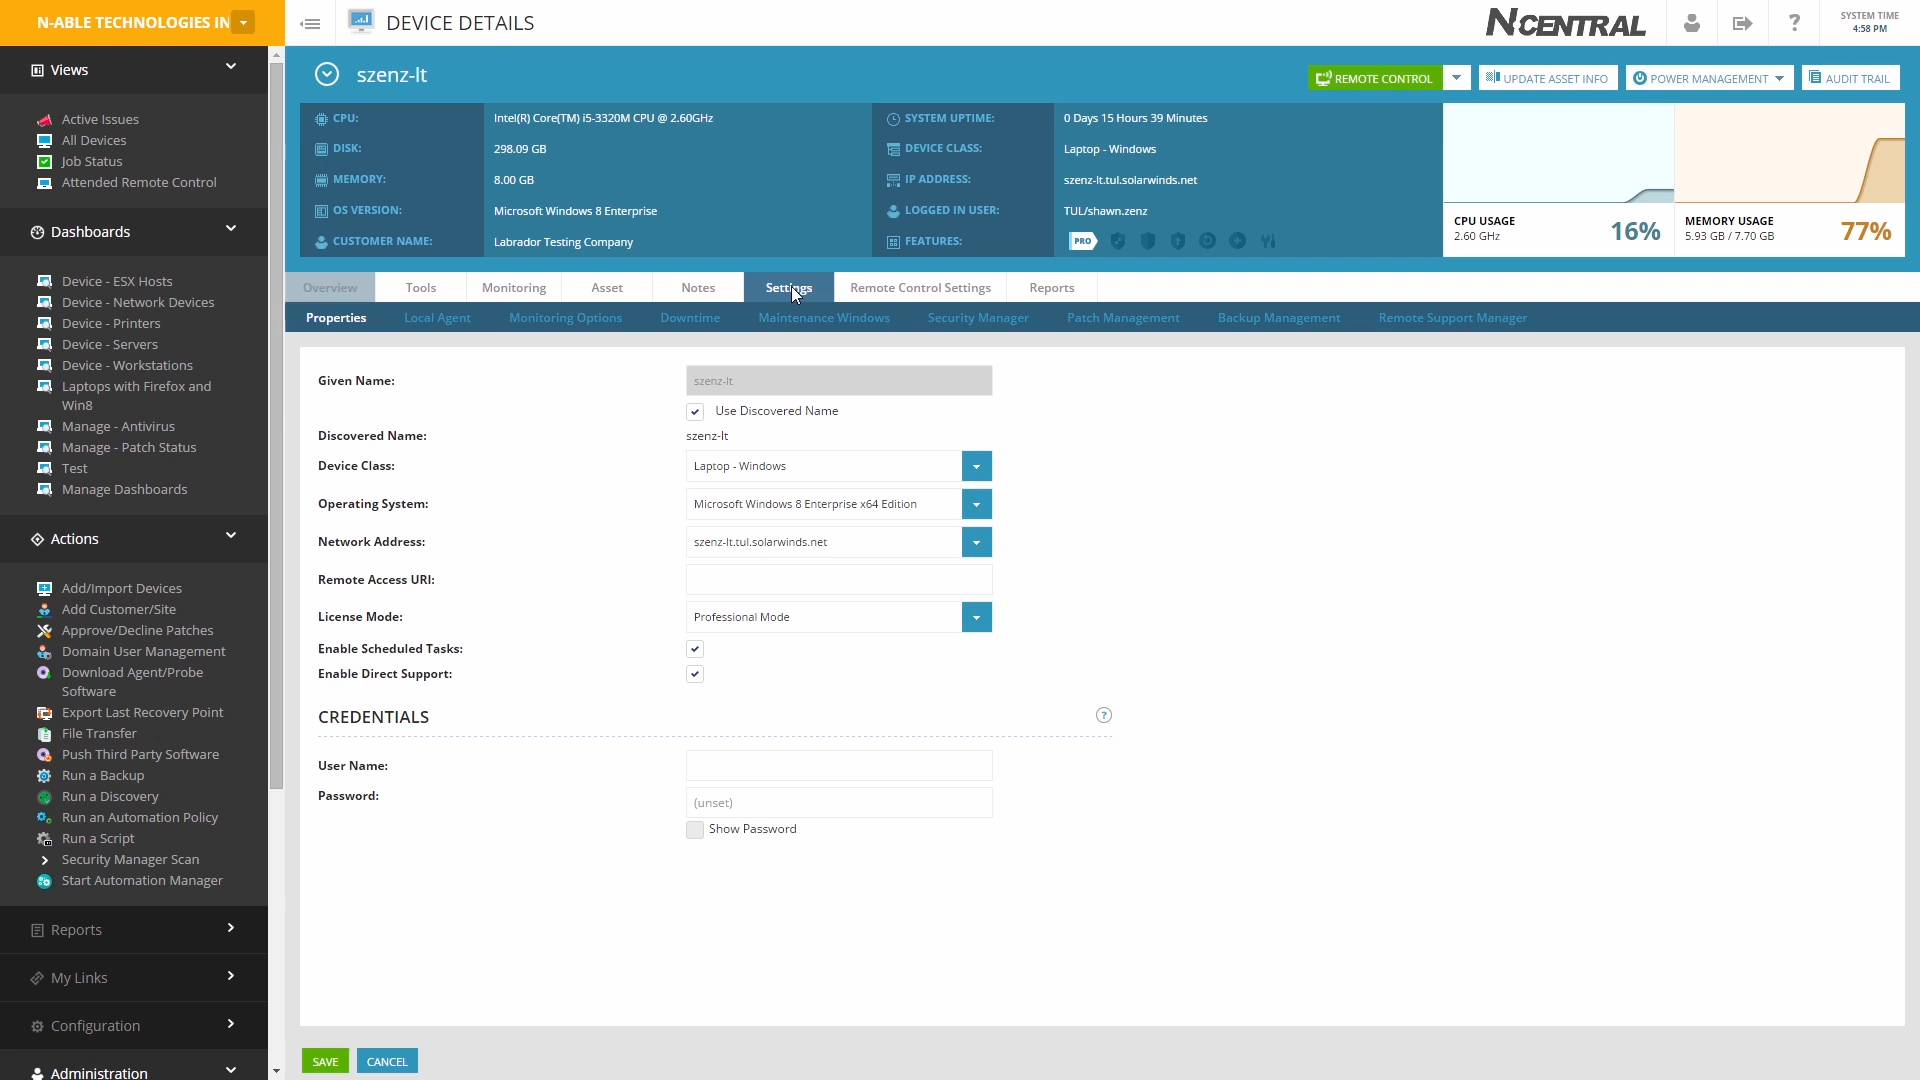 N-ABLE TECHNOLOGIES IN
DEVICE DETAILS
NCENTRAL
SYSTEM TIME
4:58 PM
Views
Active Issues
All Devices
Job Status
Attended Remote Control
Dashboards
Device - ESX Hosts
Device - Network Devices
Device - Printers
Device - Servers
Device - Workstations
Laptops with Firefox and
Win8
Manage - Antivirus
Manage - Patch Status
Test
Manage Dashboards
Actions
Add/Import Devices
Add Customer/Site
Approve/Decline Patches
Domain User Management
Download Agent/Probe
Software
Export Last Recovery Point
File Transfer
Push Third Party Software
Run a Backup
Run a Discovery
Run an Automation Policy
Run a Script
Security Manager Scan
Start Automation Manager
Reports
My Links
Configuration
Administration
szenz-lt
REMOTE CONTROL
UPDATE ASSET INFO
POWER MANAGEMENT
AUDIT TRAIL
CPU: Intel(R) Core(TM) i5-3320M CPU @ 2.60GHz
DISK: 298.09 GB
MEMORY: 8.00 GB
OS VERSION: Microsoft Windows 8 Enterprise
CUSTOMER NAME: Labrador Testing Company
SYSTEM UPTIME: 0 Days 15 Hours 39 Minutes
DEVICE CLASS: Laptop - Windows
IP ADDRESS: szenz-lt.tul.solarwinds.net
LOGGED IN USER: TUL/shawn.zenz
FEATURES: PRO
CPU USAGE
2.60 GHz
16%
MEMORY USAGE
5.93 GB / 7.70 GB
77%
Overview Tools Monitoring Asset Notes Settings Remote Control Settings Reports
Properties Local Agent Monitoring Options Downtime Maintenance Windows Security Manager Patch Management Backup Management Remote Support Manager
Given Name: szenz-lt
Use Discovered Name
Discovered Name: szenz-lt
Device Class: Laptop - Windows
Operating System: Microsoft Windows 8 Enterprise x64 Edition
Network Address: szenz-lt.tul.solarwinds.net
Remote Access URI:
License Mode: Professional Mode
Enable Scheduled Tasks:
Enable Direct Support:
CREDENTIALS
User Name:
Password: (unset)
Show Password
SAVE CANCEL